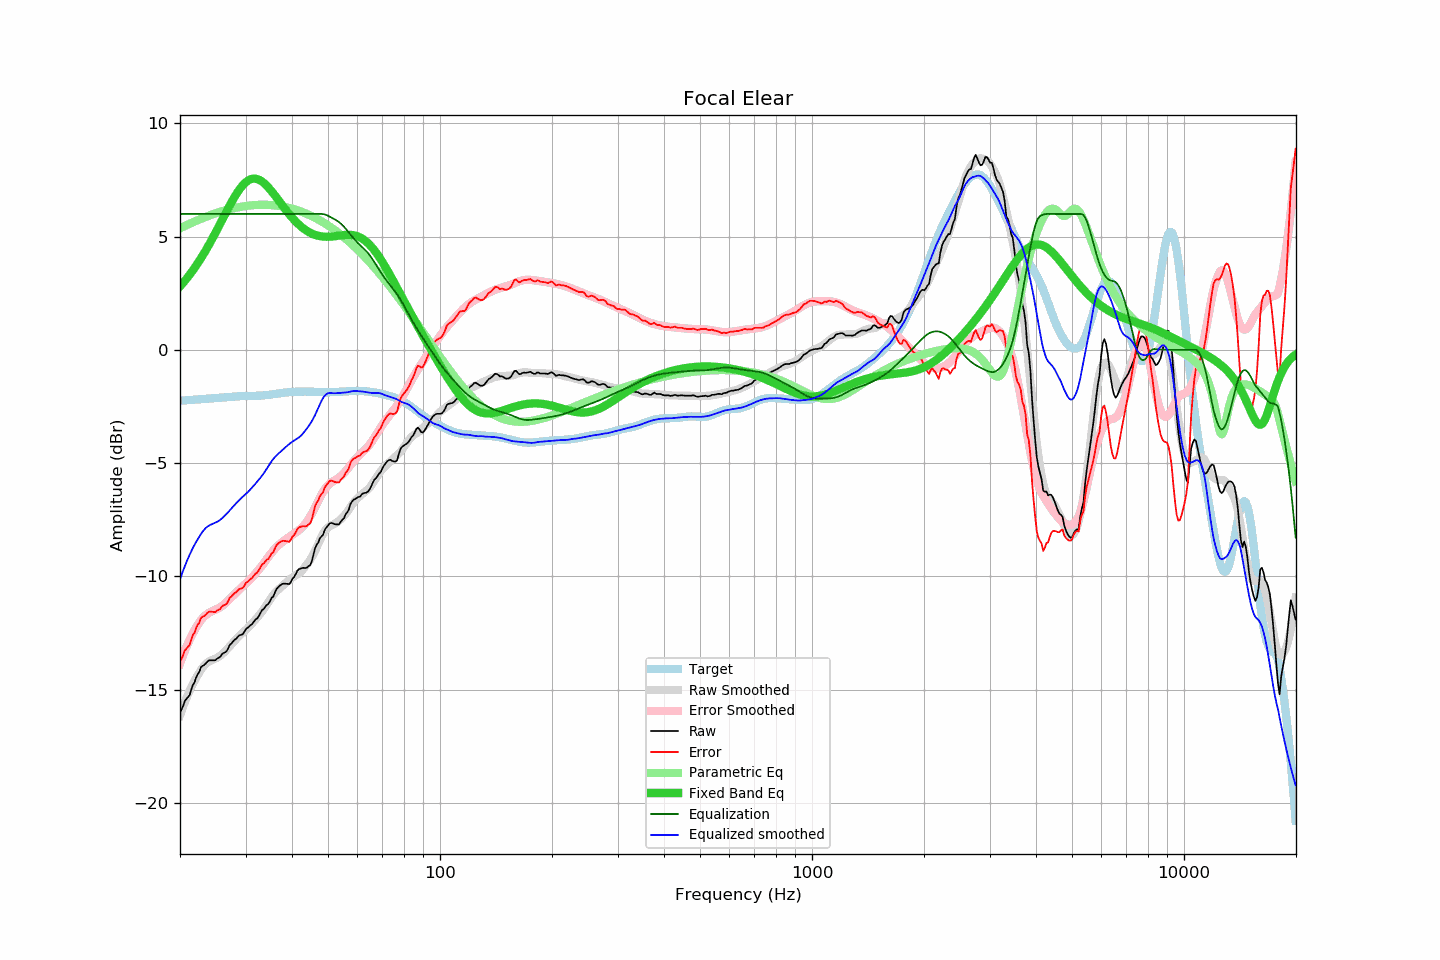 Focal Elear
10
5
0
−5
−10
−15
−20
Amplitude (dBr)
Target
Raw Smoothed
Error Smoothed
Raw
Error
Parametric Eq
Fixed Band Eq
Equalization
Equalized smoothed
100 1000 10000
Frequency (Hz)